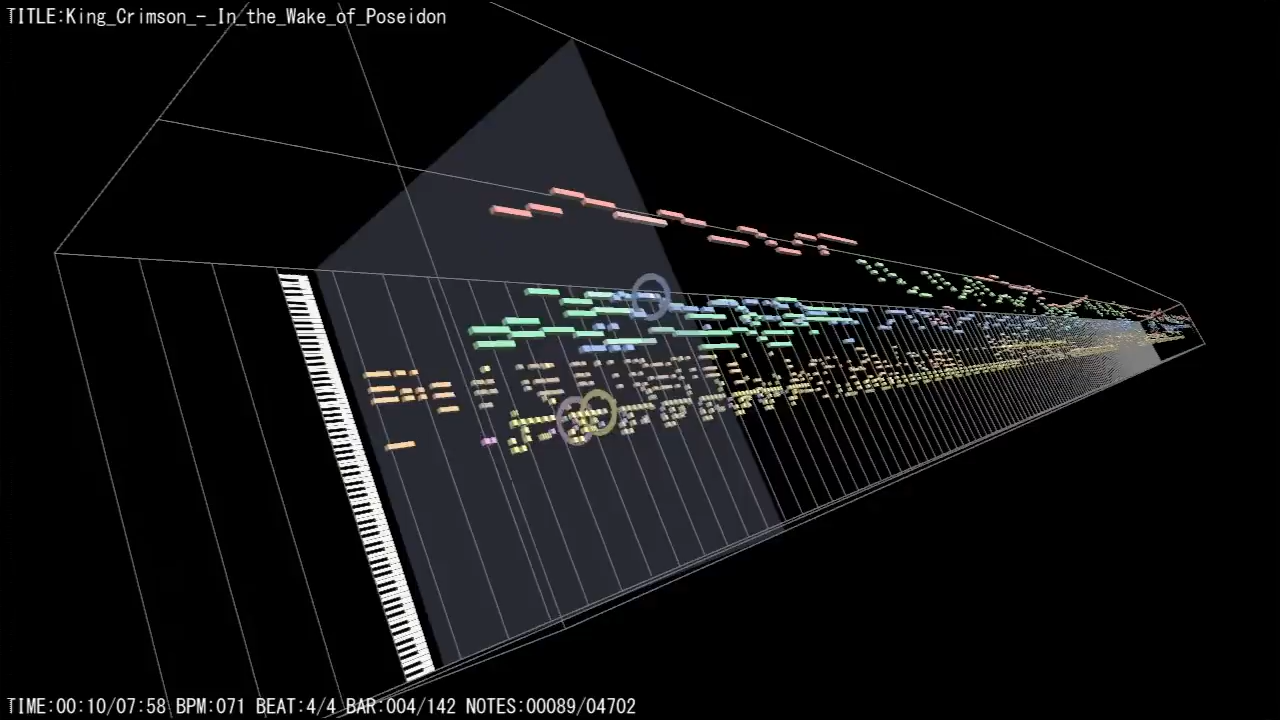 TITLE:King_Crimson_-_In_the_Wake_of_Poseidon
TIME:00:10/07:58 BPM:071 BEAT:4/4 BAR:004/142 NOTES:00089/04702